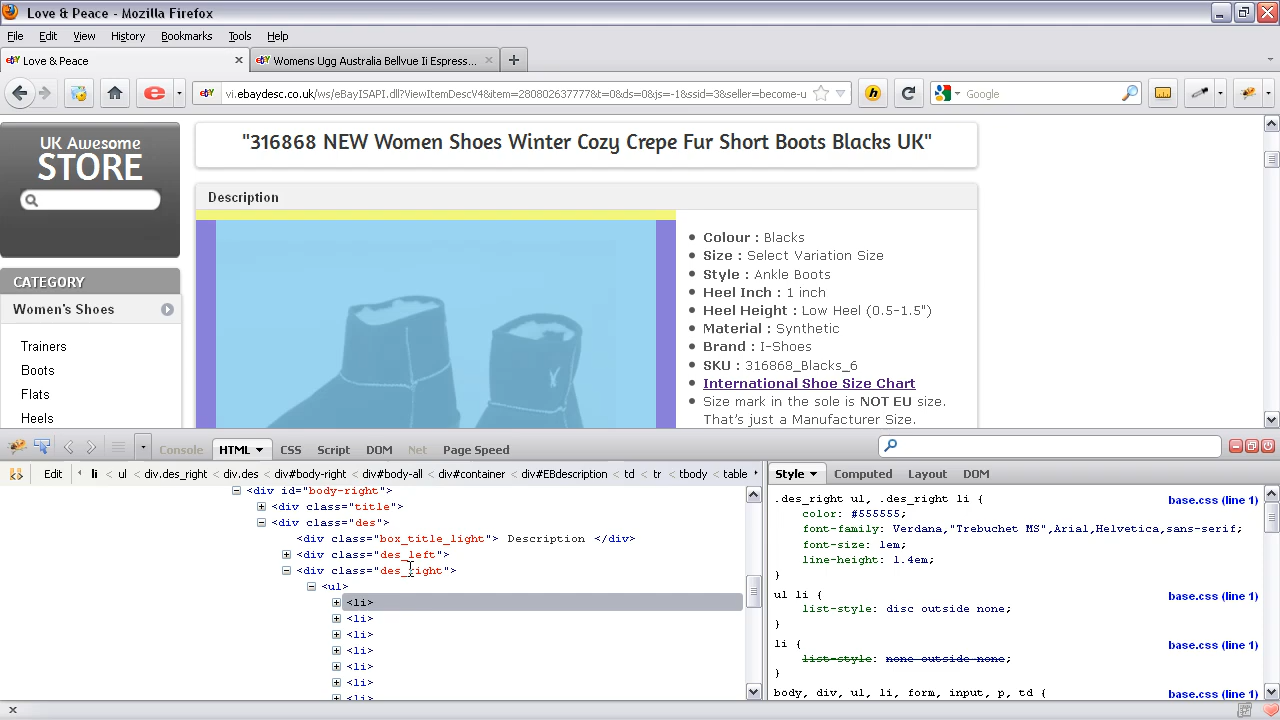 Love & Peace - Mozilla Firefox
File Edit View History Bookmarks Tools Help
Love & Peace
Womens Ugg Australia Bellvue Ii Espress...
vi.ebaydesc.co.uk/ws/eBayISAPI.dll?ViewItemDescV4&item=280802637777&t=0&ds=0&js=-1&ssid=3&seller=become-u
Google
UK Awesome
STORE
"316868 NEW Women Shoes Winter Cozy Crepe Fur Short Boots Blacks UK"
Description
CATEGORY
Women's Shoes
Trainers
Boots
Flats
Heels
Colour : Blacks
Size : Select Variation Size
Style : Ankle Boots
Heel Inch : 1 inch
Heel Height : Low Heel (0.5-1.5")
Material : Synthetic
Brand : I-Shoes
SKU : 316868_Blacks_6
International Shoe Size Chart
Size mark in the sole is NOT EU size.
That's just a Manufacturer Size.
Console HTML CSS Script DOM Net Page Speed
Edit li < ul < div.des_right < div.des < div#body-right < div#body-all < div#container < div#EBdescription < td < tr < tbody < table
<div id="body-right">
<div class="title">
<div class="des">
<div class="box_title_light"> Description </div>
<div class="des_left">
<div class="des_right">
<ul>
<li>
<li>
<li>
<li>
<li>
<li>
<li>
Style Computed Layout DOM
.des_right ul, .des_right li { base.css (line 1)
color: #555555;
font-family: Verdana,"Trebuchet MS",Arial,Helvetica,sans-serif;
font-size: 1em;
line-height: 1.4em;
}
ul li { base.css (line 1)
list-style: disc outside none;
}
li { base.css (line 1)
list-style: none outside none;
}
body, div, ul, li, form, input, p, td { base.css (line 1)